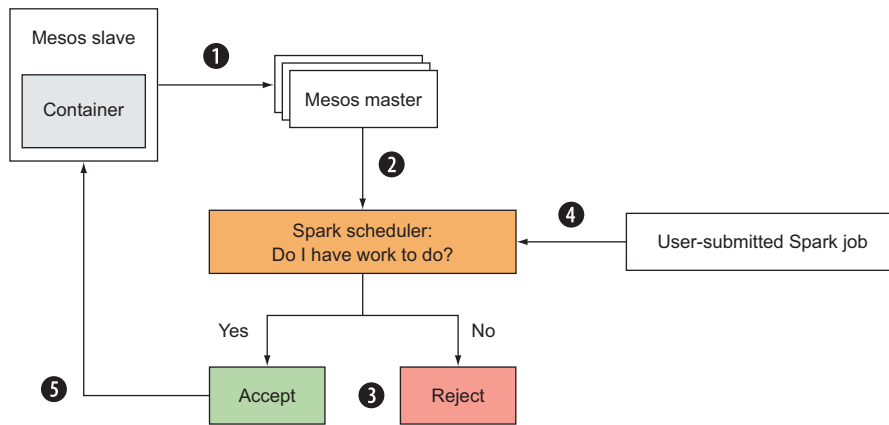 Mesos slave
Container
1
Mesos master
2
Spark scheduler:
Do I have work to do?
4
User-submitted Spark job
Yes
No
5
Accept
3
Reject